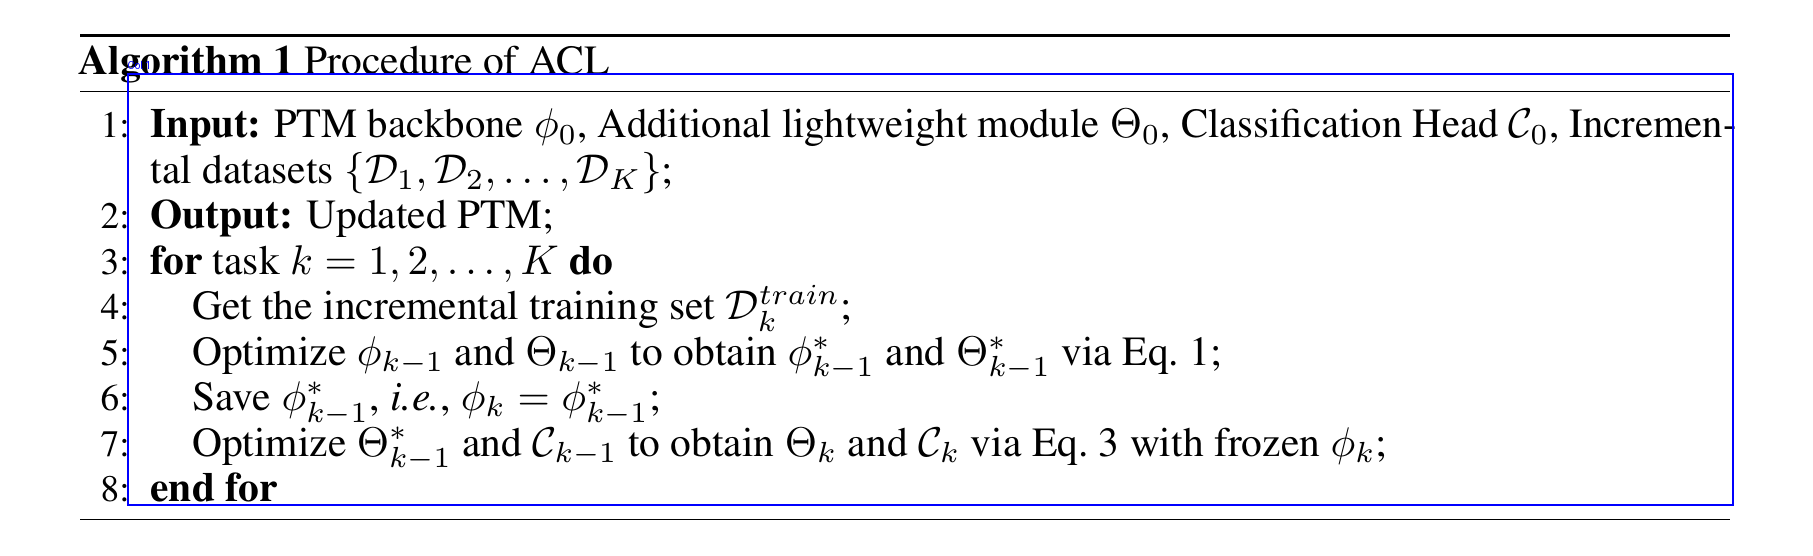 Algorithm 1 Procedure of ACL
1: Input: PTM backbone $\phi_0$, Additional lightweight module $\Theta_0$, Classification Head $\mathcal{C}_0$, Incremen-
tal datasets $\{\mathcal{D}_1, \mathcal{D}_2, \ldots, \mathcal{D}_K\}$;
2: Output: Updated PTM;
3: for task $k = 1, 2, \ldots, K$ do
4: Get the incremental training set $\mathcal{D}_k^{train}$;
5: Optimize $\phi_{k-1}$ and $\Theta_{k-1}$ to obtain $\phi_{k-1}^*$ and $\Theta_{k-1}^*$ via Eq. 1;
6: Save $\phi_{k-1}^*$, i.e., $\phi_k = \phi_{k-1}^*$;
7: Optimize $\Theta_{k-1}^*$ and $\mathcal{C}_{k-1}$ to obtain $\Theta_k$ and $\mathcal{C}_k$ via Eq. 3 with frozen $\phi_k$;
8: end for